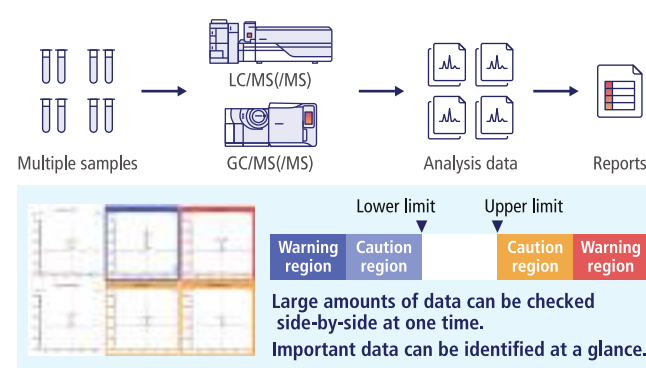 LC/MS(/MS)
Multiple samples
GC/MS(/MS)
Analysis data
Reports
Lower limit
Upper limit
Warning
region
Caution
region
Caution
region
Warning
region
Large amounts of data can be checked
side-by-side at one time.
Important data can be identified at a glance.